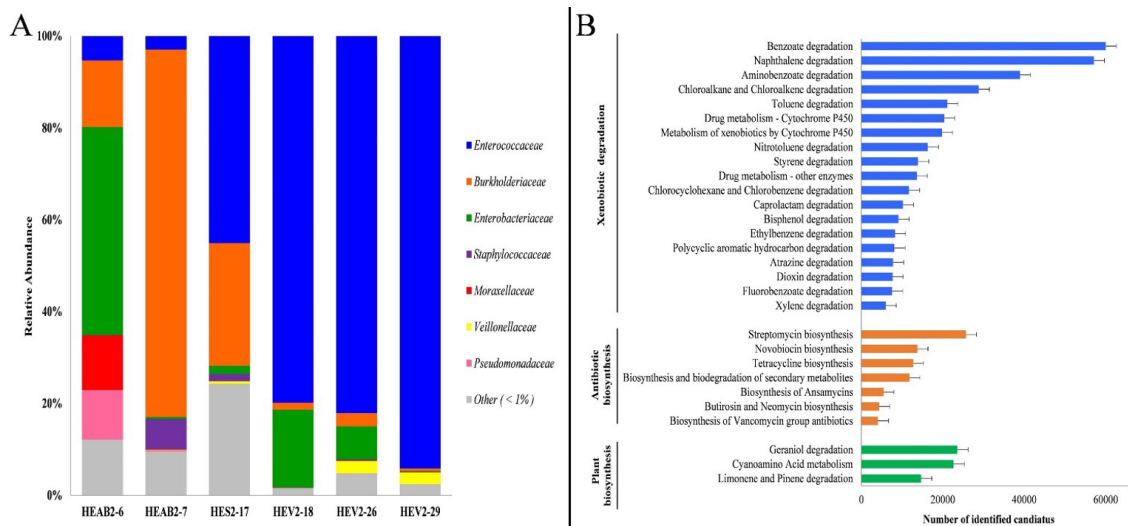 A
100%
80%
60%
40%
20%
0%
Relative Abundance
HEAB2-6 HEAB2-7 HES2-17 HEV2-18 HEV2-26 HEV2-29
Enterococcaceae
Burkholderiaceae
Enterobacteriaceae
Staphylococcaceae
Moraxellaceae
Veillonellaceae
Pseudomonadaceae
Other ( < 1%)
B
Xenobiotic degradation
Benzoate degradation
Naphthalene degradation
Aminobenzoate degradation
Chloroalkane and Chloroalkene degradation
Toluene degradation
Drug metabolism - Cytochrome P450
Metabolism of xenobiotics by Cytochrome P450
Nitrotoluene degradation
Styrene degradation
Drug metabolism - other enzymes
Chlorocyclohexane and Chlorobenzene degradation
Caprolactam degradation
Bisphenol degradation
Ethylbenzene degradation
Polycyclic aromatic hydrocarbon degradation
Atrazine degradation
Dioxin degradation
Fluorobenzoate degradation
Xylene degradation
Antibiotic
biosynthesis
Streptomycin biosynthesis
Novobiocin biosynthesis
Tetracycline biosynthesis
Biosynthesis and biodegradation of secondary metabolites
Biosynthesis of Ansamycins
Butirosin and Neomycin biosynthesis
Biosynthesis of Vancomycin group antibiotics
Plant
biosynthesis
Geraniol degradation
Cyanoamino Acid metabolism
Limonene and Pinene degradation
0 20000 40000 60000
Number of identified candiatus